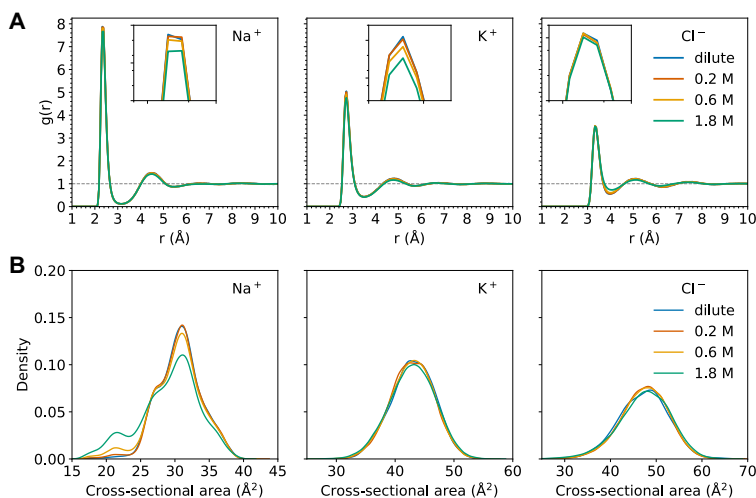 A
Na⁺
K⁺
Cl⁻
dilute
0.2 M
0.6 M
1.8 M
g(r)
8
7
6
5
4
3
2
1
0
1 2 3 4 5 6 7 8 9 10
1 2 3 4 5 6 7 8 9 10
1 2 3 4 5 6 7 8 9 10
r (Å)
r (Å)
r (Å)
B
Na⁺
K⁺
Cl⁻
dilute
0.2 M
0.6 M
1.8 M
Density
0.20
0.15
0.10
0.05
0.00
15 20 25 30 35 40 45
30 40 50 60
30 40 50 60 70
Cross-sectional area (Å²)
Cross-sectional area (Å²)
Cross-sectional area (Å²)